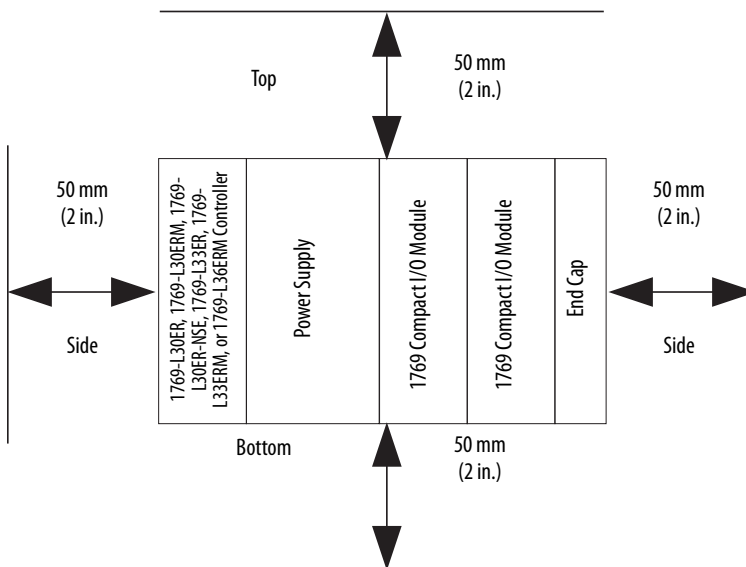 50 mm
(2 in.)
Top
50 mm
(2 in.)
Side
1769-L30ER, 1769-L30ERM, 1769-
L30ER-NSE, 1769-L33ER, 1769-
L33ERM, or 1769-L36ERM Controller
Power Supply
1769 Compact I/O Module
1769 Compact I/O Module
End Cap
50 mm
(2 in.)
Side
Bottom
50 mm
(2 in.)